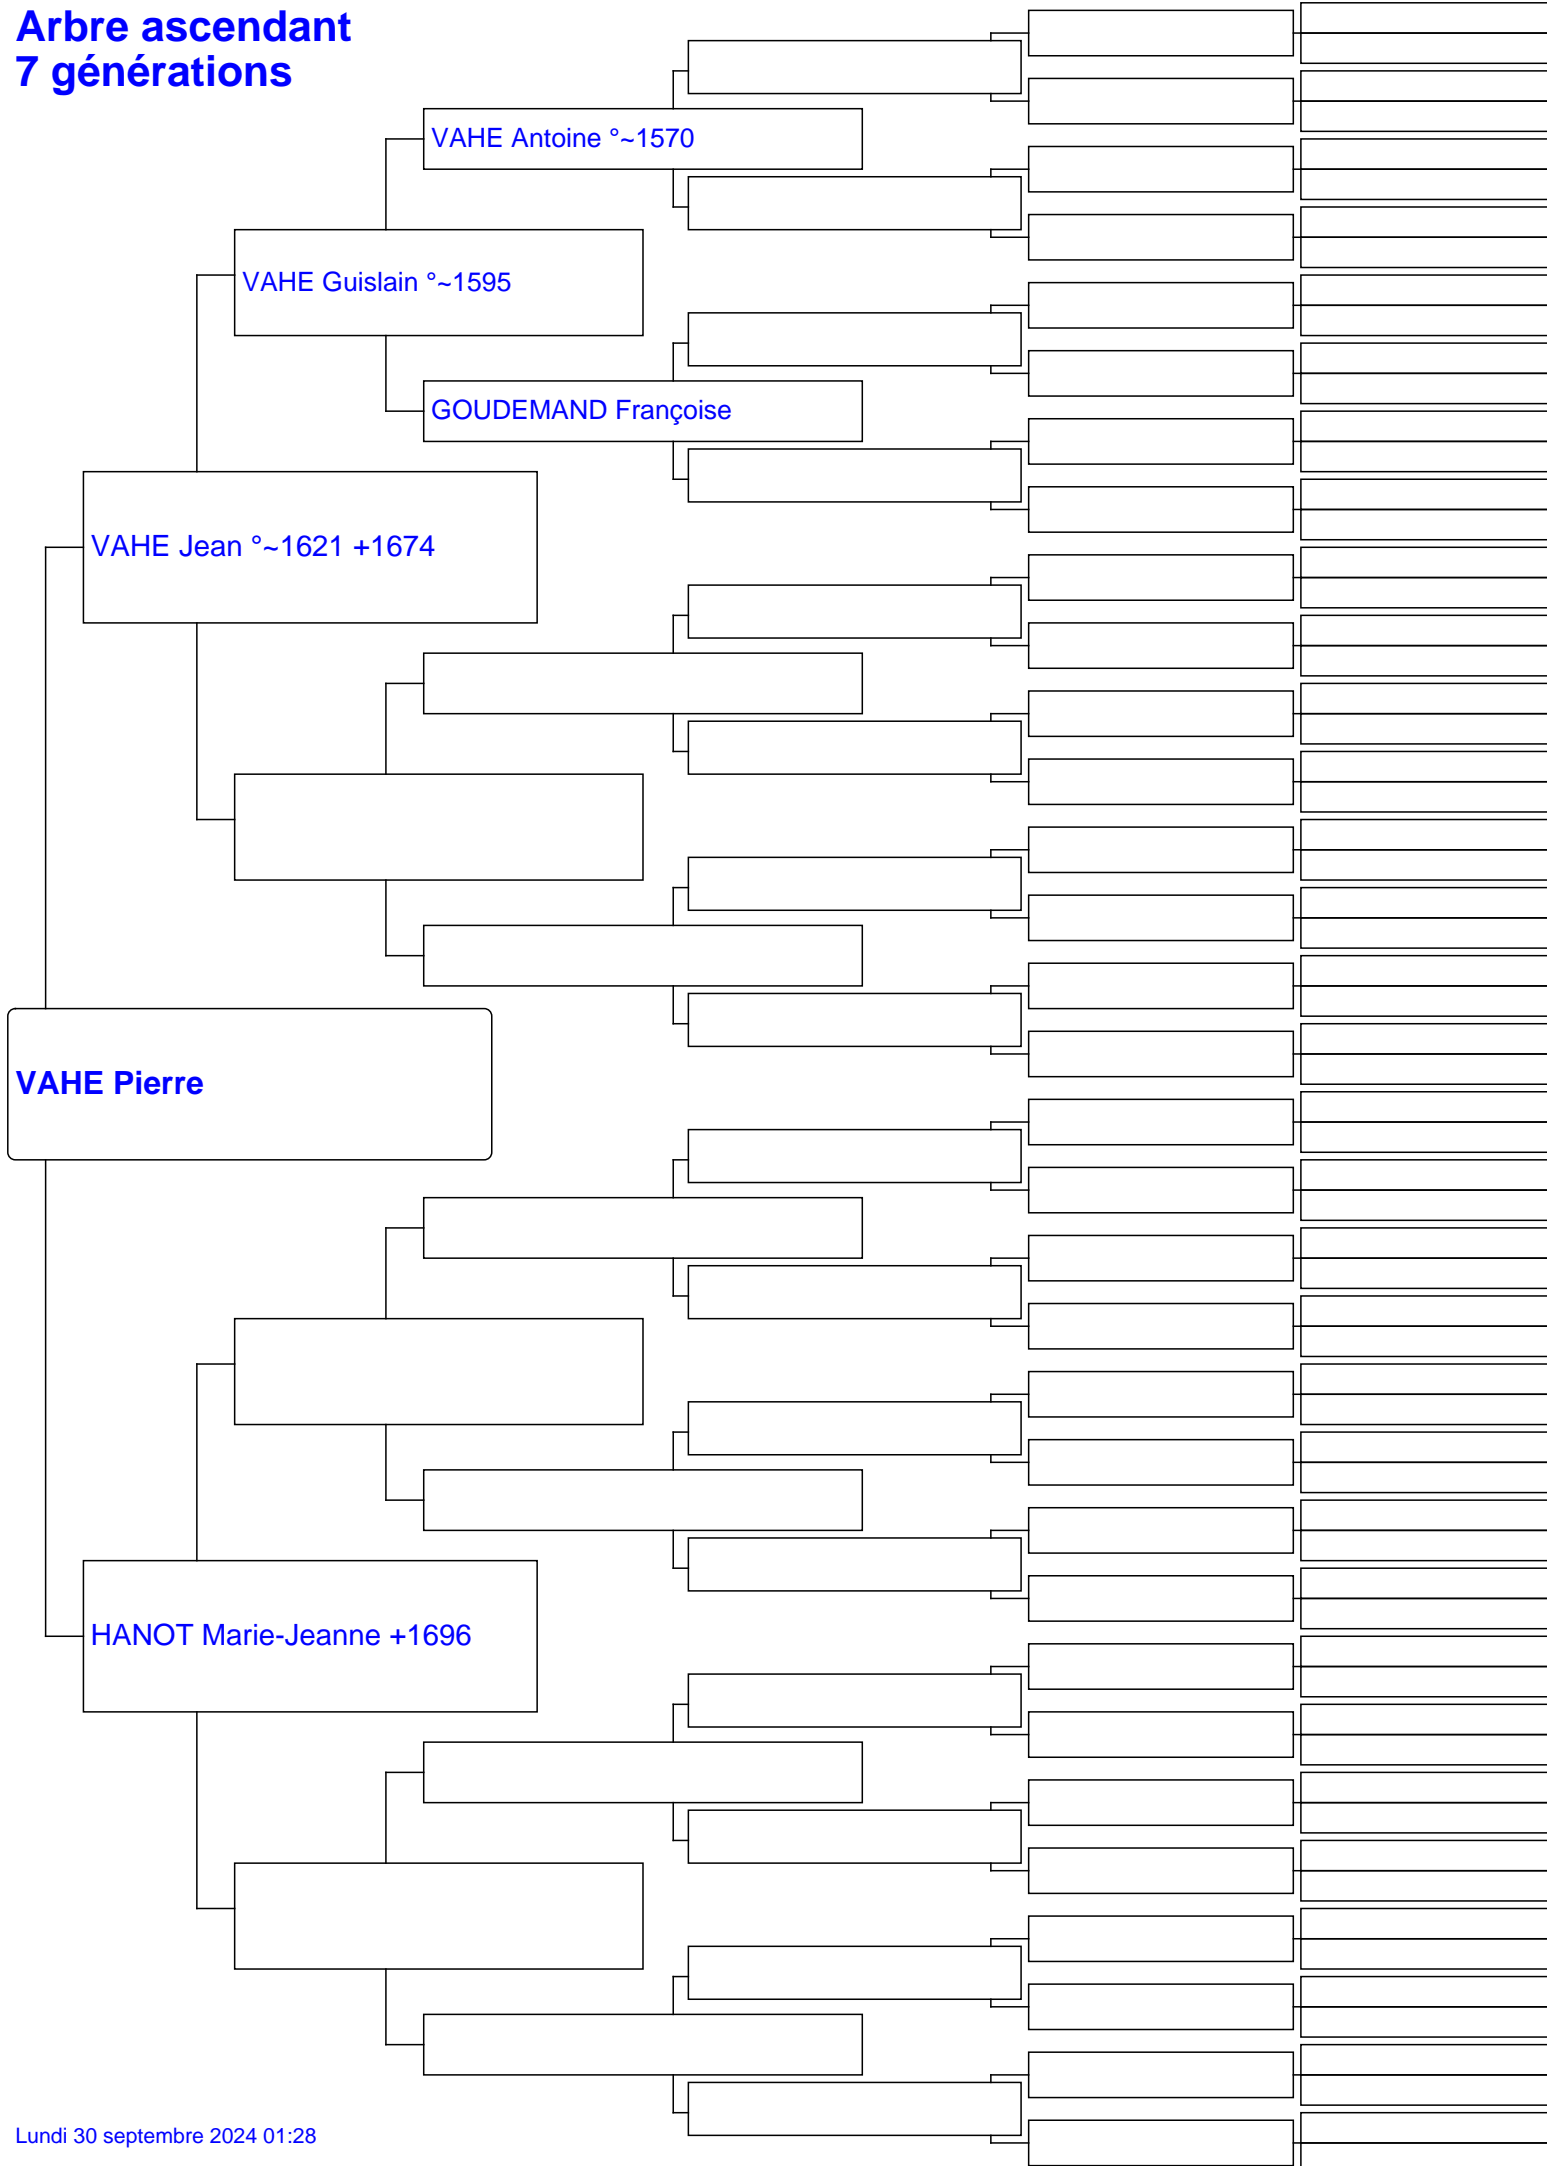 Arbre ascendant
7 générations
VAHE Antoine °~1570
VAHE Guislain °~1595
GOUDEMAND Françoise
VAHE Jean °~1621 +1674
VAHE Pierre
HANOT Marie-Jeanne +1696
Lundi 30 septembre 2024 01:28